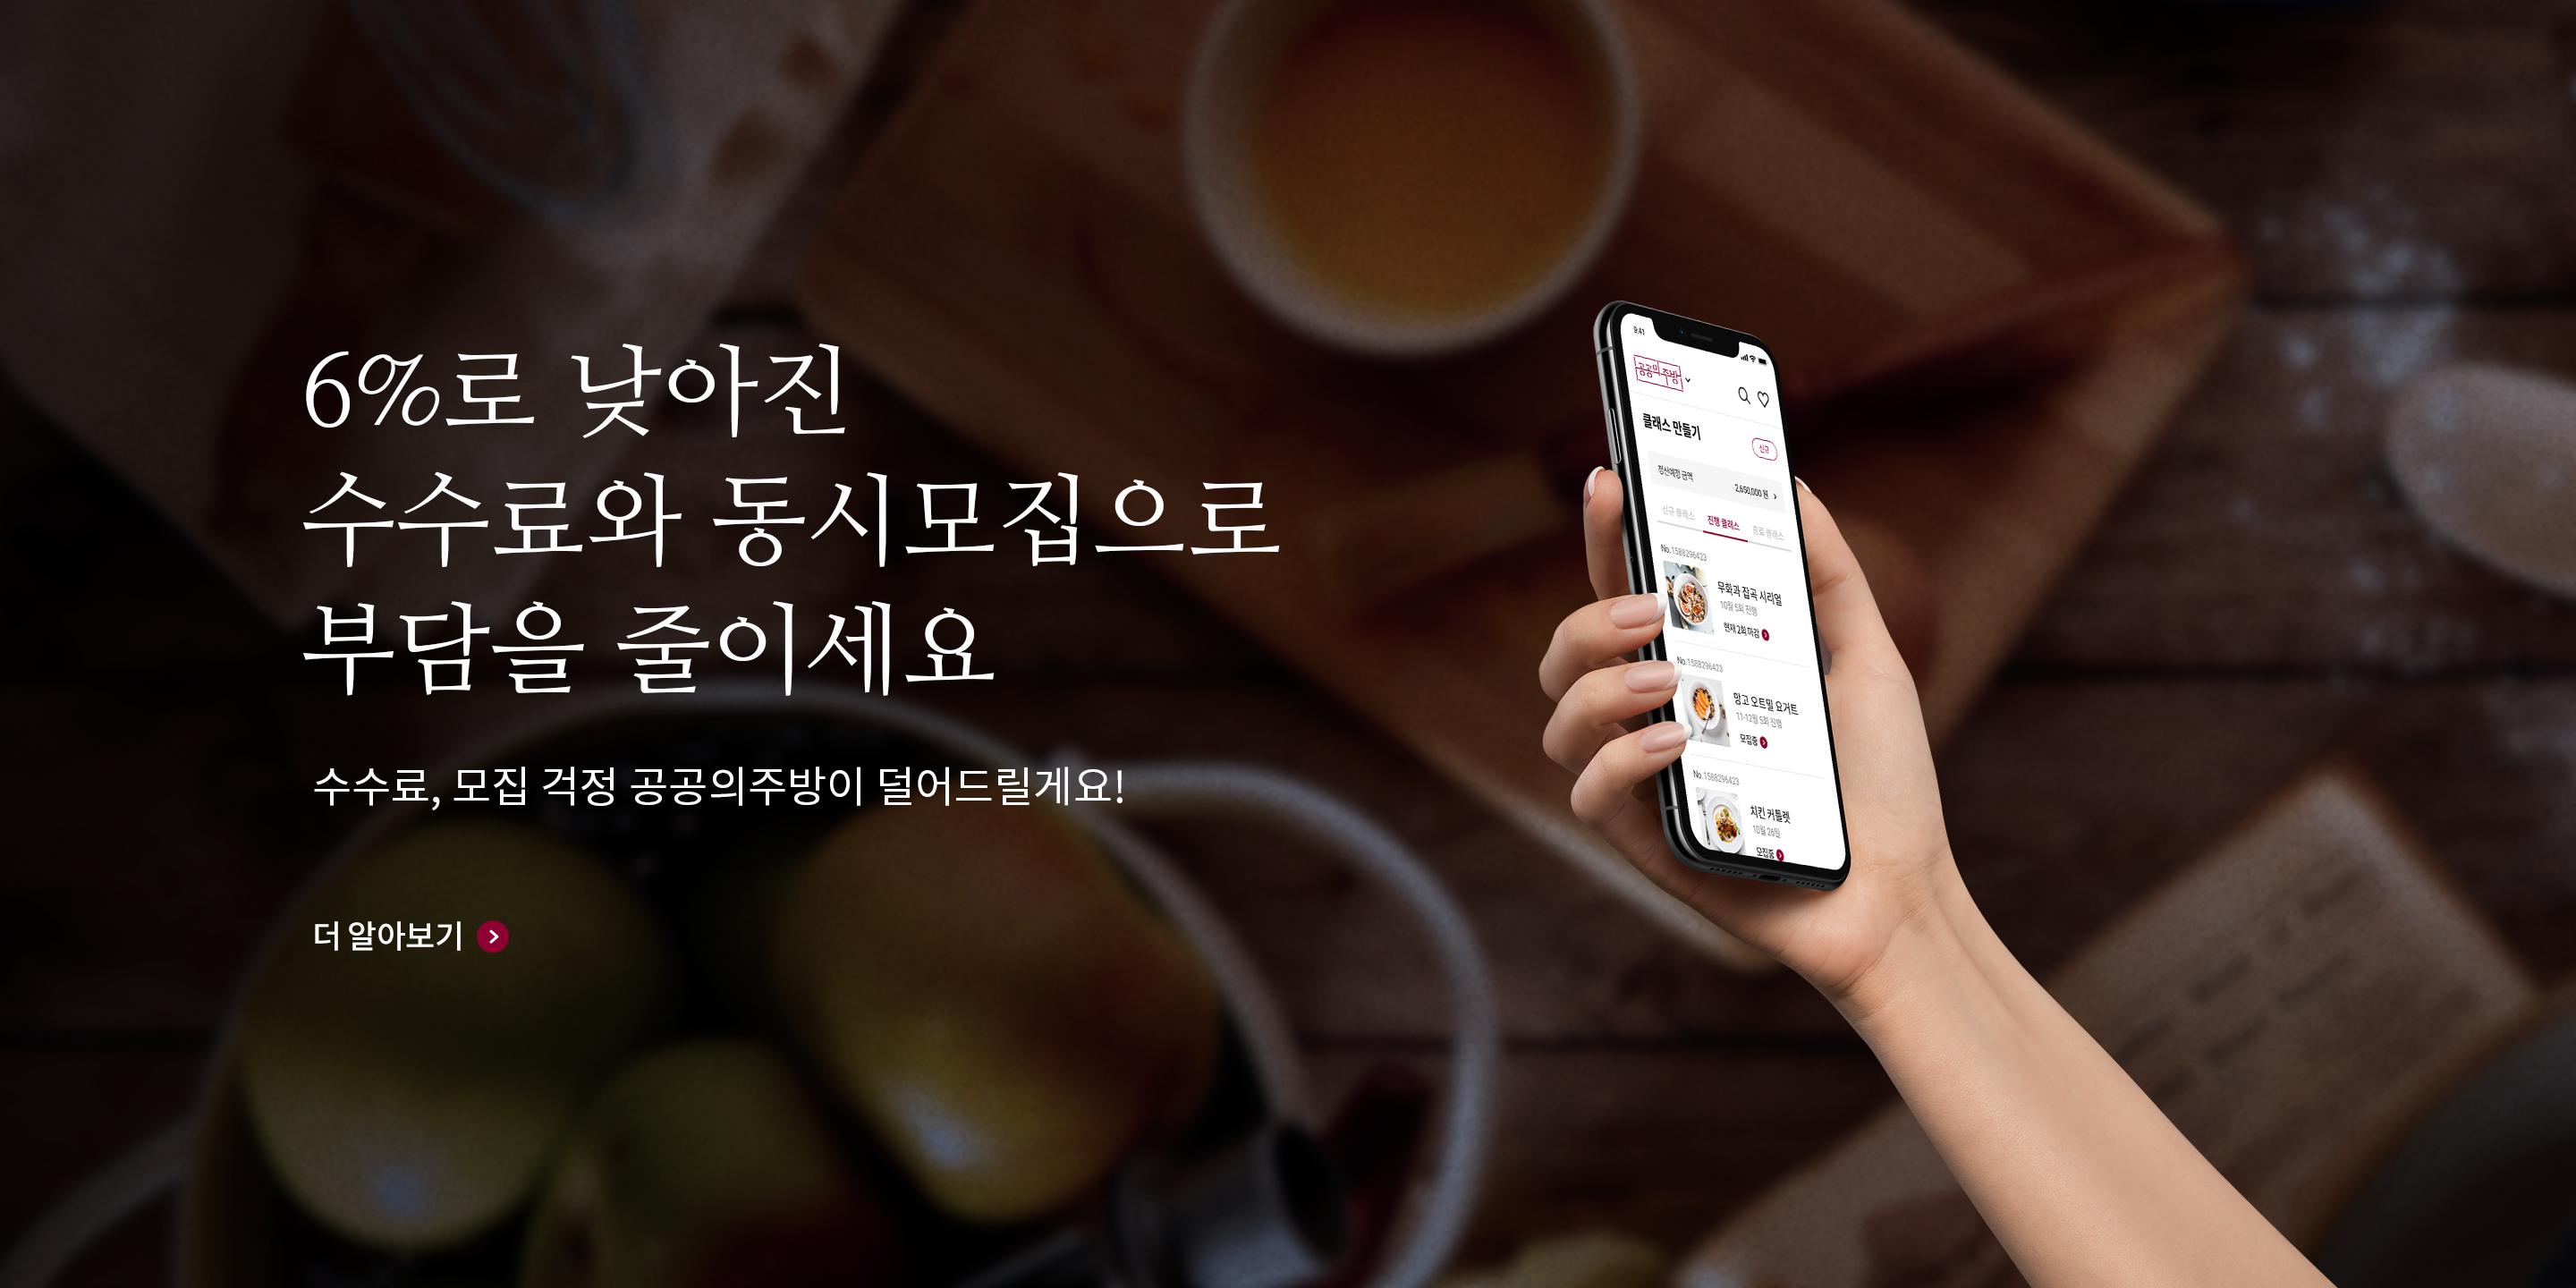 6%로 낮아진
수수료와 동시모집으로
부담을 줄이세요
수수료, 모집 걱정 공공의주방이 덜어드릴게요!
더 알아보기
9:41
공공의 주방
클래스 만들기
신규
정산예정 금액
2,650,000 원
신규 클래스 진행 클래스 종료 클래스
No.1588296423
무화과 잡곡 시리얼
10월 5회 진행
현재 2회 마감
No.1588296423
망고 오트밀 요거트
11-12월 5회 진행
모집중
No.1588296423
치킨 커틀렛
10월 26일
모집중